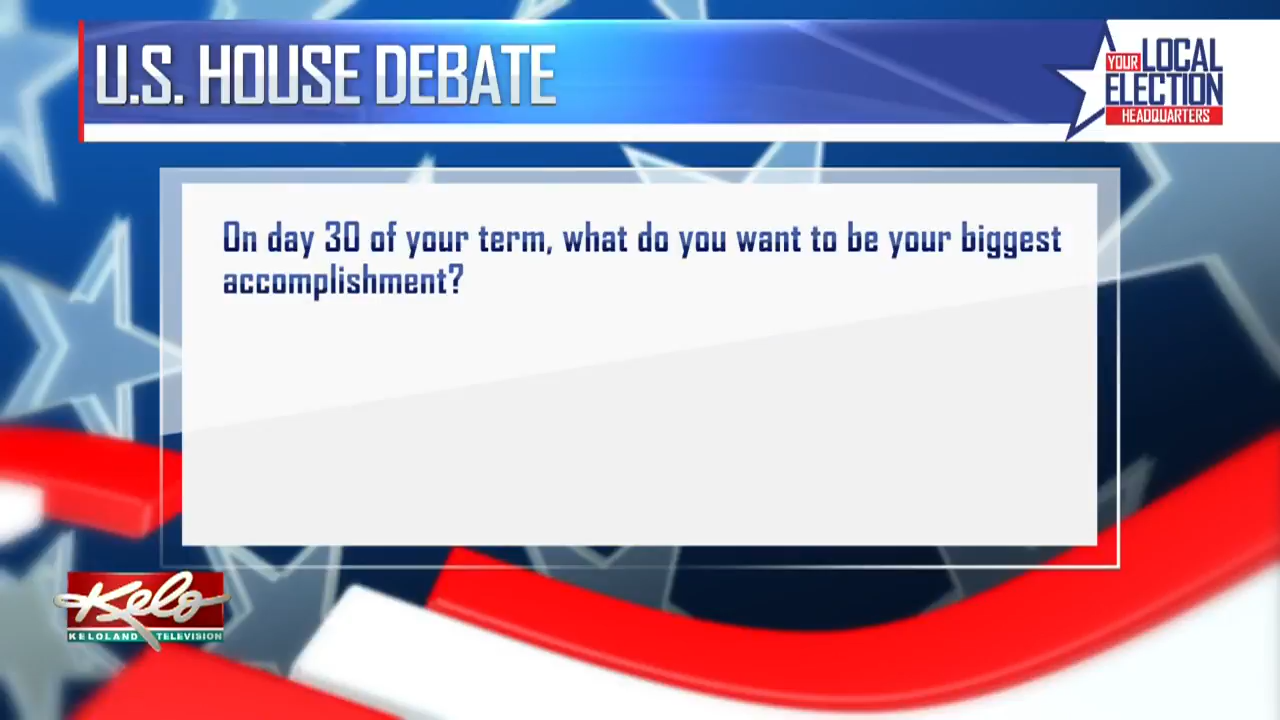 U.S. HOUSE DEBATE
YOUR LOCAL
ELECTION
HEADQUARTERS
On day 30 of your term, what do you want to be your biggest
accomplishment?
Kelo
KELOLAND TELEVISION